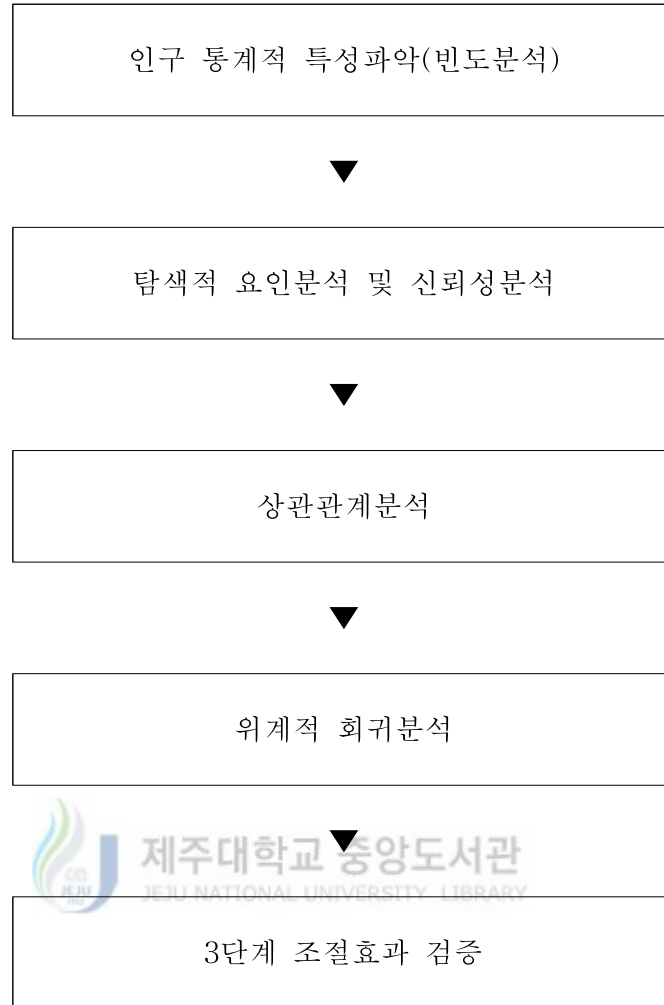 인구 통계적 특성파악(빈도분석)
▼
탐색적 요인분석 및 신뢰성분석
▼
상관관계분석
▼
위계적 회귀분석
▼
제주대학교 중앙도서관
JEJU NATIONAL UNIVERSITY LIBRARY
3단계 조절효과 검증